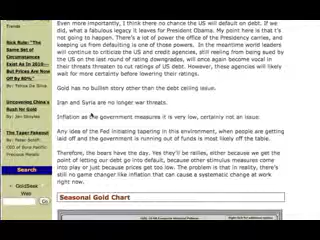 Trends
Nick Rule: "The
Same Set of
Circumstances
Exist As In 2010---
But Prices Are Now
Off By 80%"
By : Tekoa Da Silva
Uncovering China's
Rush for Gold
By : Jan Skoyles
The Taper Fakeout
By : Peter Schiff:
CEO of Euro Pacific
Precious Metals
Search
GoldSeek
Web
Go
Even more importantly, I think there no chance the US will default on debt. If we
did, what a fabulous legacy it leaves for President Obama. My point here is that it's
not going to happen. There's a lot of power the office of the Presidency carries, and
keeping us from defaulting is one of those powers. In the meantime world leaders
will continue to criticize the US and credit agencies, still reeling from being sued by
the US on the last round of rating downgrades, will once again become vocal in
their threats threaten to cut ratings of US debt. However, these agencies will likely
wait for more certainty before lowering their ratings.
Gold has no bullish story other than the debt ceiling issue.
Iran and Syria are no longer war threats.
Inflation as the government measures it is very low, certainly not an issue:
Any idea of the Fed initiating tapering in this environment, when people are getting
laid off and the government is running out of funds is most likely off the table.
Therefore, the bears have the day. Yes they'll be rallies, either because we get the
point of letting our debt go into default, because other stimulus comes
into play or just because prices get too low. The problem is that in reality, there's
still no game changer like inflation that can cause a systematic change at work
right now.
Seasonal Gold Chart